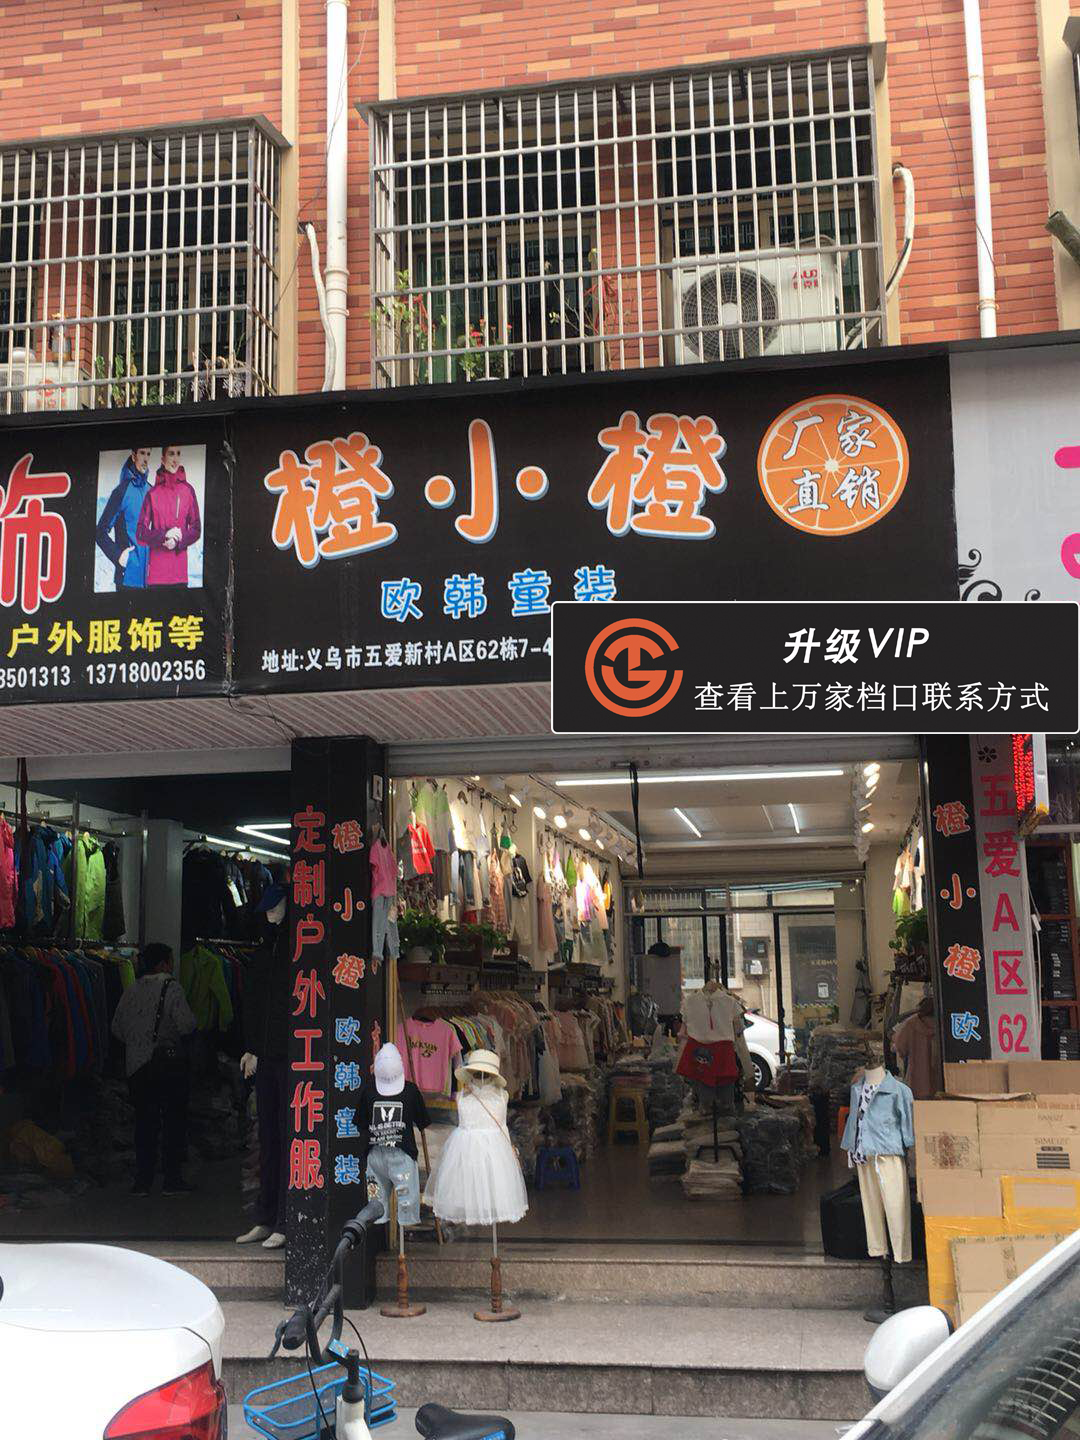 饰
户外服饰等
8501313 13718002356
橙·小·橙
厂家
直销
欧韩童装
地址:义乌市五爱新村A区62栋7-4
升级VIP
查看上万家档口联系方式
定制户外工作服
橙小橙欧韩童装
橙小橙欧
五爱A区62